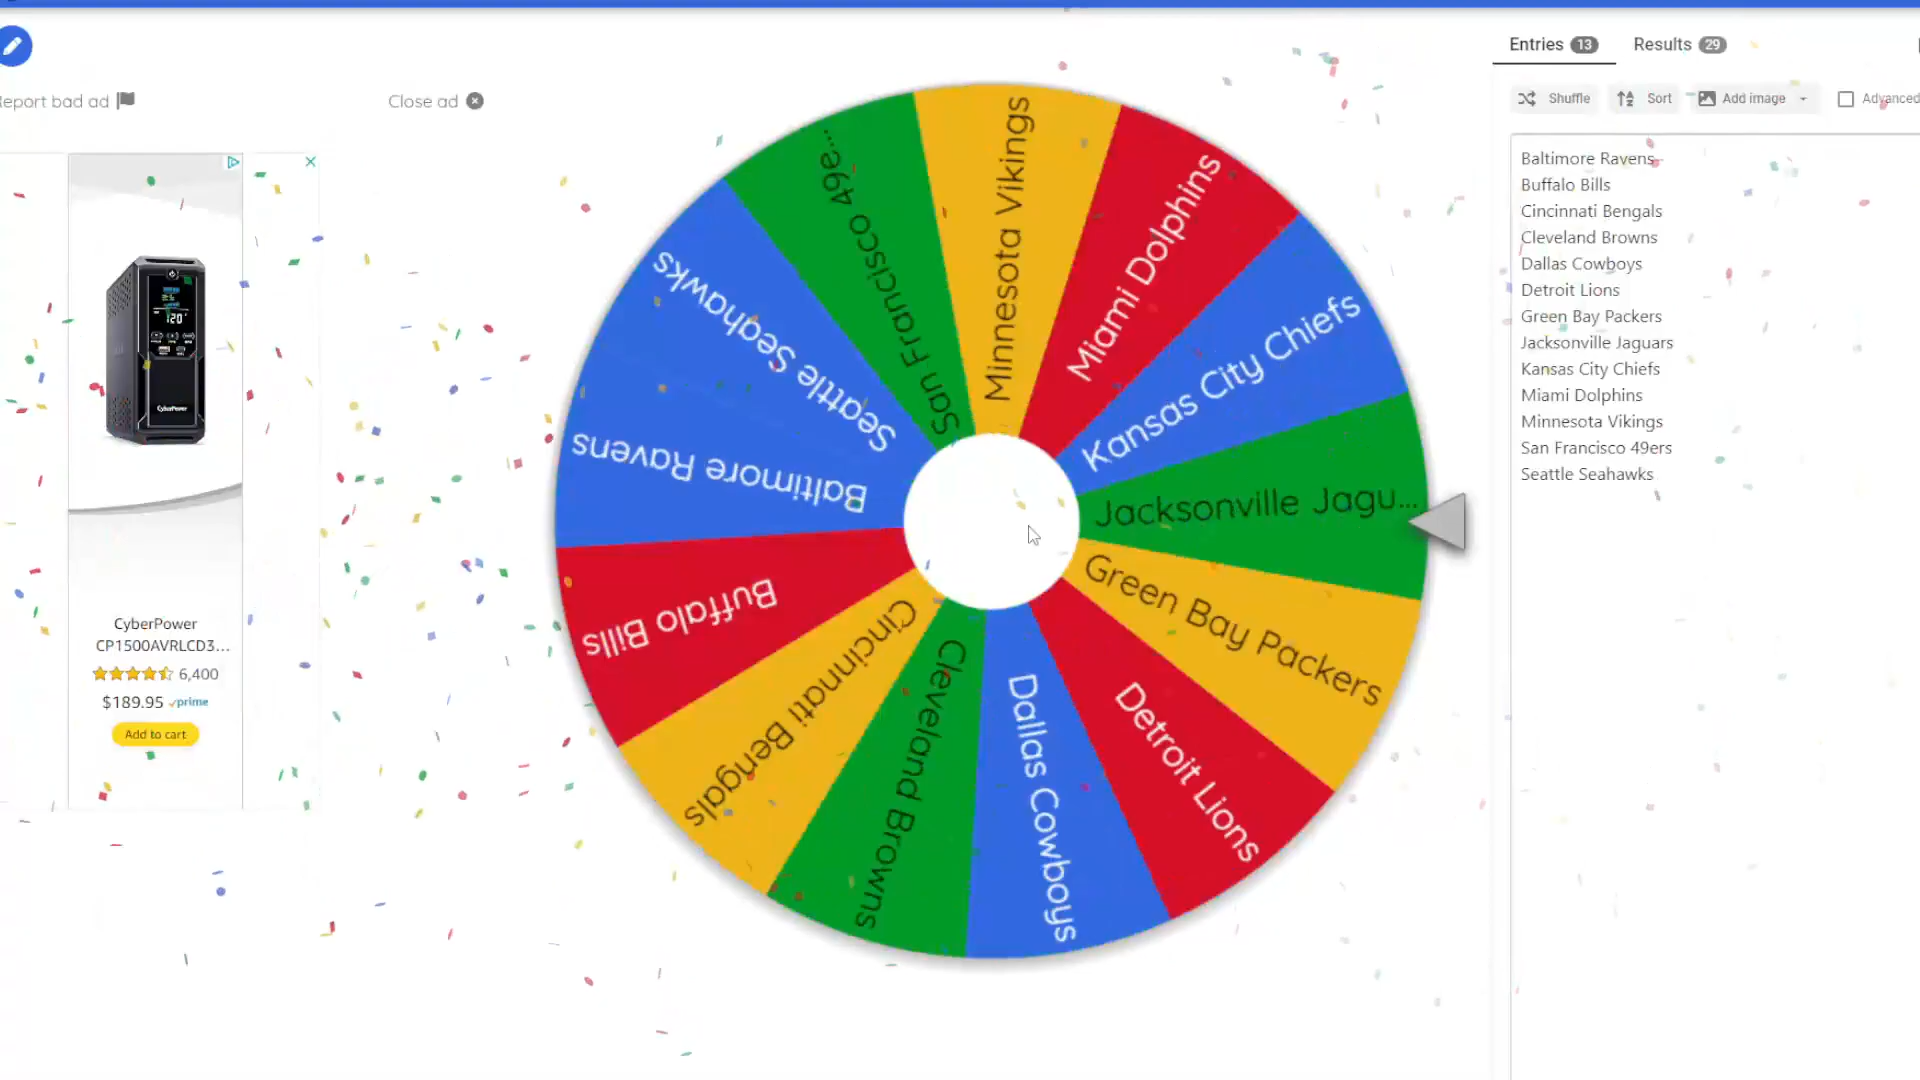 Entries 13 Results 29
Report bad ad
Close ad
Shuffle Sort Add image Advanced
Baltimore Ravens
Buffalo Bills
Cincinnati Bengals
Cleveland Browns
Dallas Cowboys
Detroit Lions
Green Bay Packers
Jacksonville Jaguars
Kansas City Chiefs
Miami Dolphins
Minnesota Vikings
San Francisco 49ers
Seattle Seahawks
Minnesota Vikings
Miami Dolphins
Kansas City Chiefs
Jacksonville Jagu...
Green Bay Packers
Detroit Lions
Dallas Cowboys
Cleveland Browns
Cincinnati Bengals
Buffalo Bills
Baltimore Ravens
Seattle Seahawks
San Francisco 49e...
120
CyberPower
CyberPower
CP1500AVRLCD3...
6,400
$189.95 prime
Add to cart